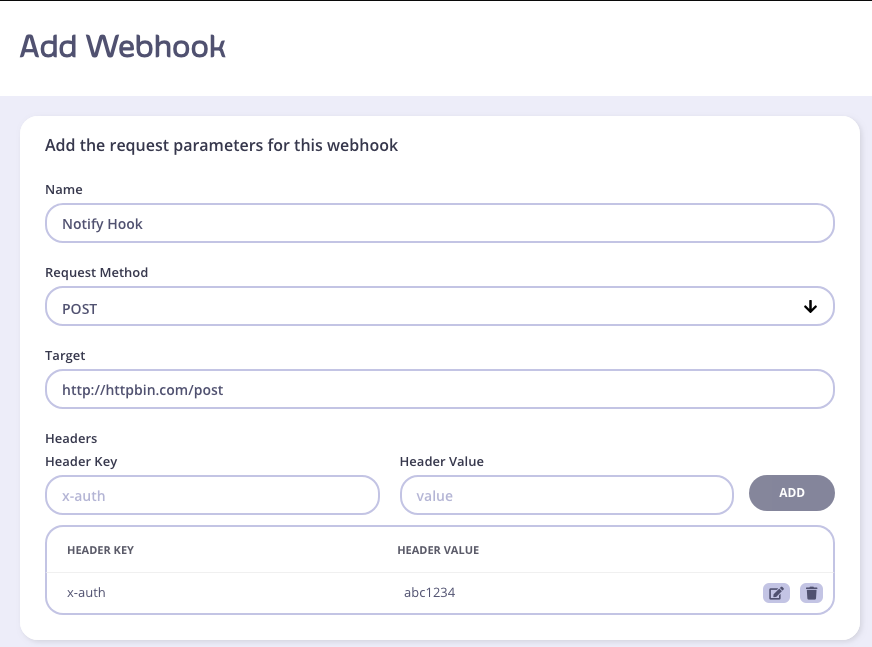 Add Webhook
Add the request parameters for this webhook
Name
Notify Hook
Request Method
POST
Target
http://httpbin.com/post
Headers
Header Key Header Value
x-auth value ADD
HEADER KEY HEADER VALUE
x-auth abc1234